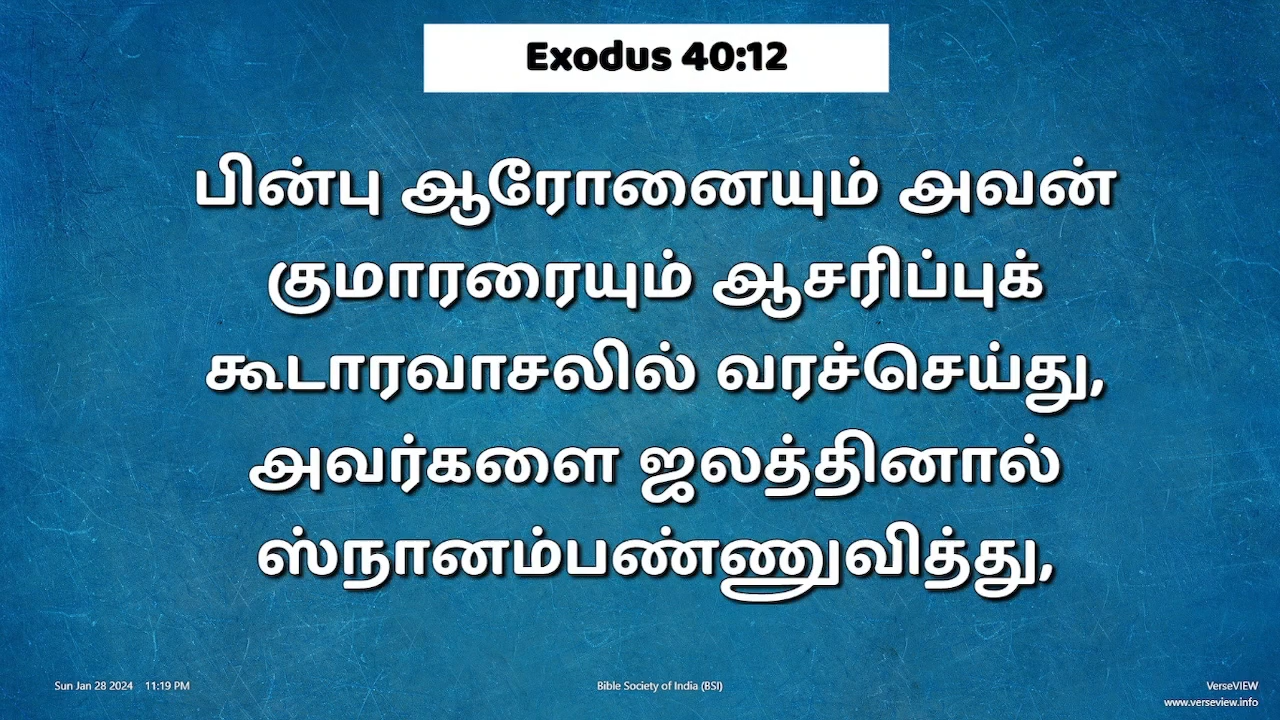 Exodus 40:12
பின்பு ஆரோனையும் அவன்
குமாரரையும் ஆசரிப்புக்
கூடாரவாசலில் வரச்செய்து,
அவர்களை ஜலத்தினால்
ஸ்நானம்பண்ணுவித்து,
Sun Jan 28 2024 11:19 PM
Bible Society of India (BSI)
VerseVIEW
www.verseview.info